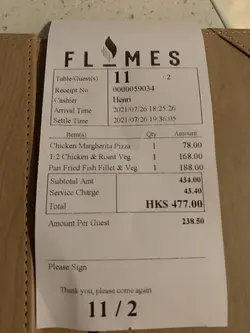 FLAMES
Table/Guest(s) 11 / 2
Receipt No 0000059034
Cashier Henri
Arrival Time 2021/07/26 18:25:26
Settle Time 2021/07/26 19:36:05
Item(s) Qty Amount
Chicken Margherita Pizza 1 78.00
1/2 Chicken & Roast Veg 1 168.00
Pan Fried Fish Fillet & Veg 1 188.00
Subtotal Amt 434.00
Service Charge 43.40
Total HK$ 477.00
Amount Per Guest 238.50
Please Sign
Thank you, please come again
11 / 2